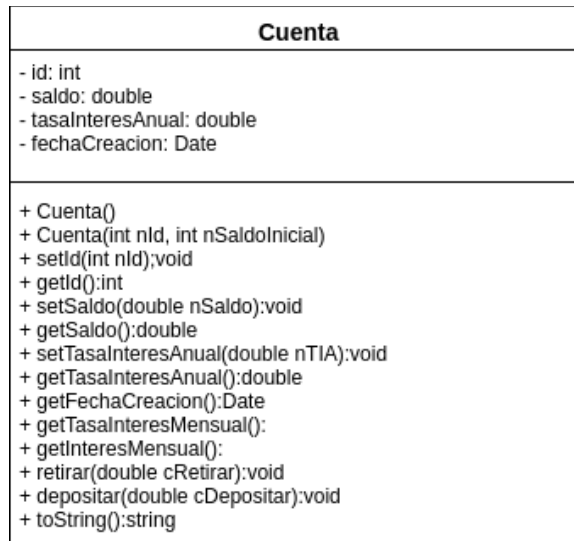 Cuenta
- id: int
- saldo: double
- tasaInteresAnual: double
- fechaCreacion: Date
+ Cuenta()
+ Cuenta(int nId, int nSaldoInicial)
+ setId(int nId);void
+ getId():int
+ setSaldo(double nSaldo):void
+ getSaldo():double
+ setTasaInteresAnual(double nTIA):void
+ getTasaInteresAnual():double
+ getFechaCreacion():Date
+ getTasaInteresMensual():
+ getInteresMensual():
+ retirar(double cRetirar):void
+ depositar(double cDepositar):void
+ toString():string